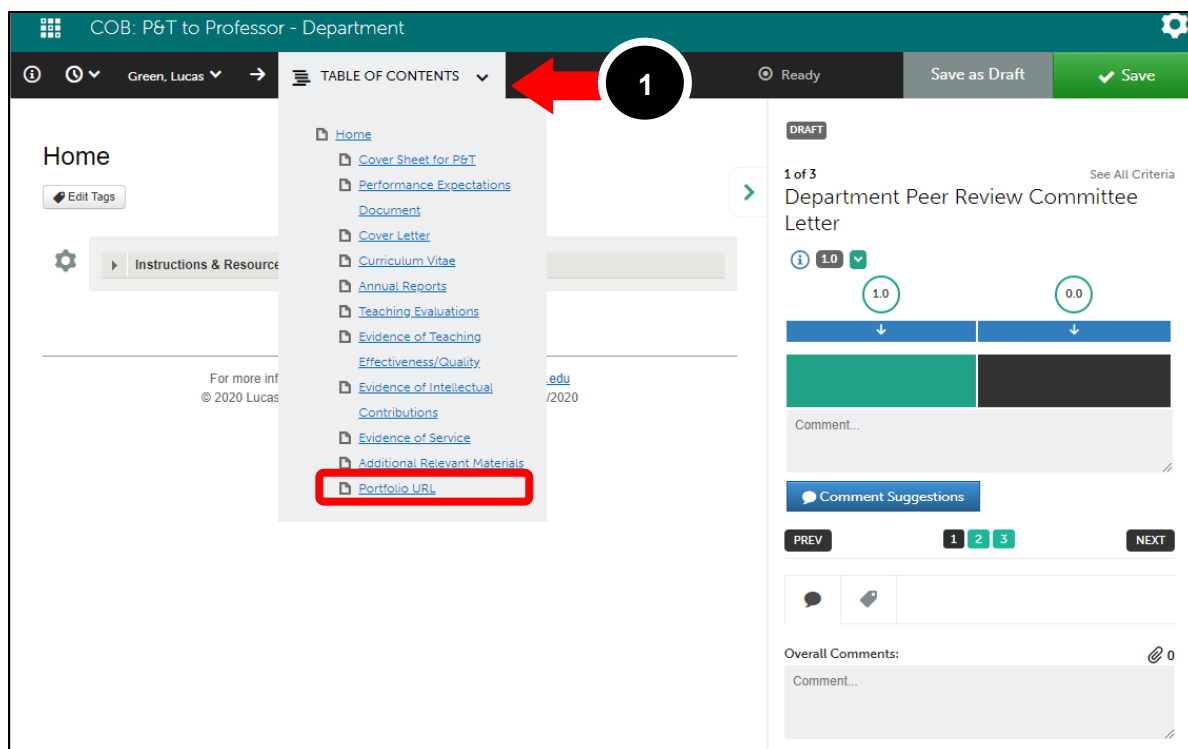 COB: P&T to Professor - Department
Green, Lucas
TABLE OF CONTENTS
1
Ready
Save as Draft
Save
Home
Edit Tags
Instructions & Resource
For more inf
.edu
© 2020 Lucas
/2020
Home
Cover Sheet for P&T
Performance Expectations
Document
Cover Letter
Curriculum Vitae
Annual Reports
Teaching Evaluations
Evidence of Teaching
Effectiveness/Quality
Evidence of Intellectual
Contributions
Evidence of Service
Additional Relevant Materials
Portfolio URL
DRAFT
1 of 3
See All Criteria
Department Peer Review Committee
Letter
1.0
1.0
0.0
Comment...
Comment Suggestions
PREV
1 2 3
NEXT
Overall Comments:
0
Comment...